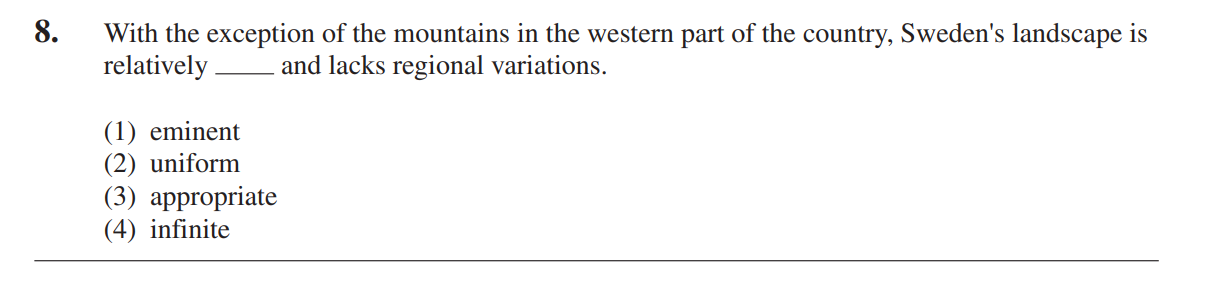 8. With the exception of the mountains in the western part of the country, Sweden's landscape is
relatively ____ and lacks regional variations.
(1) eminent
(2) uniform
(3) appropriate
(4) infinite